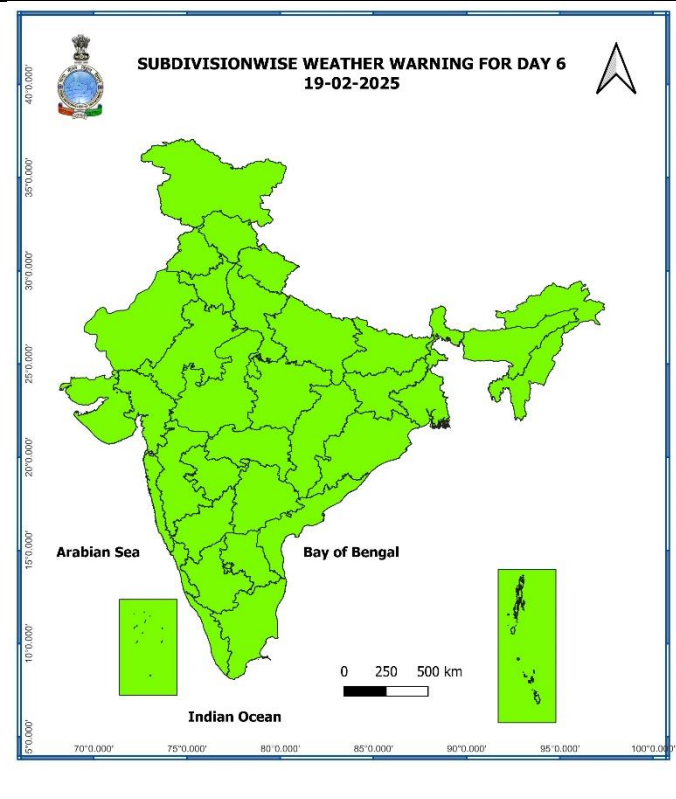 SUBDIVISIONWISE WEATHER WARNING FOR DAY 6
19-02-2025
40°0.000'
35°0.000'
30°0.000'
25°0.000'
20°0.000'
15°0.000'
10°0.000'
5°0.000'
Arabian Sea
Bay of Bengal
0 250 500 km
Indian Ocean
70°0.000' 75°0.000' 80°0.000' 85°0.000' 90°0.000' 95°0.000' 100°0.000'